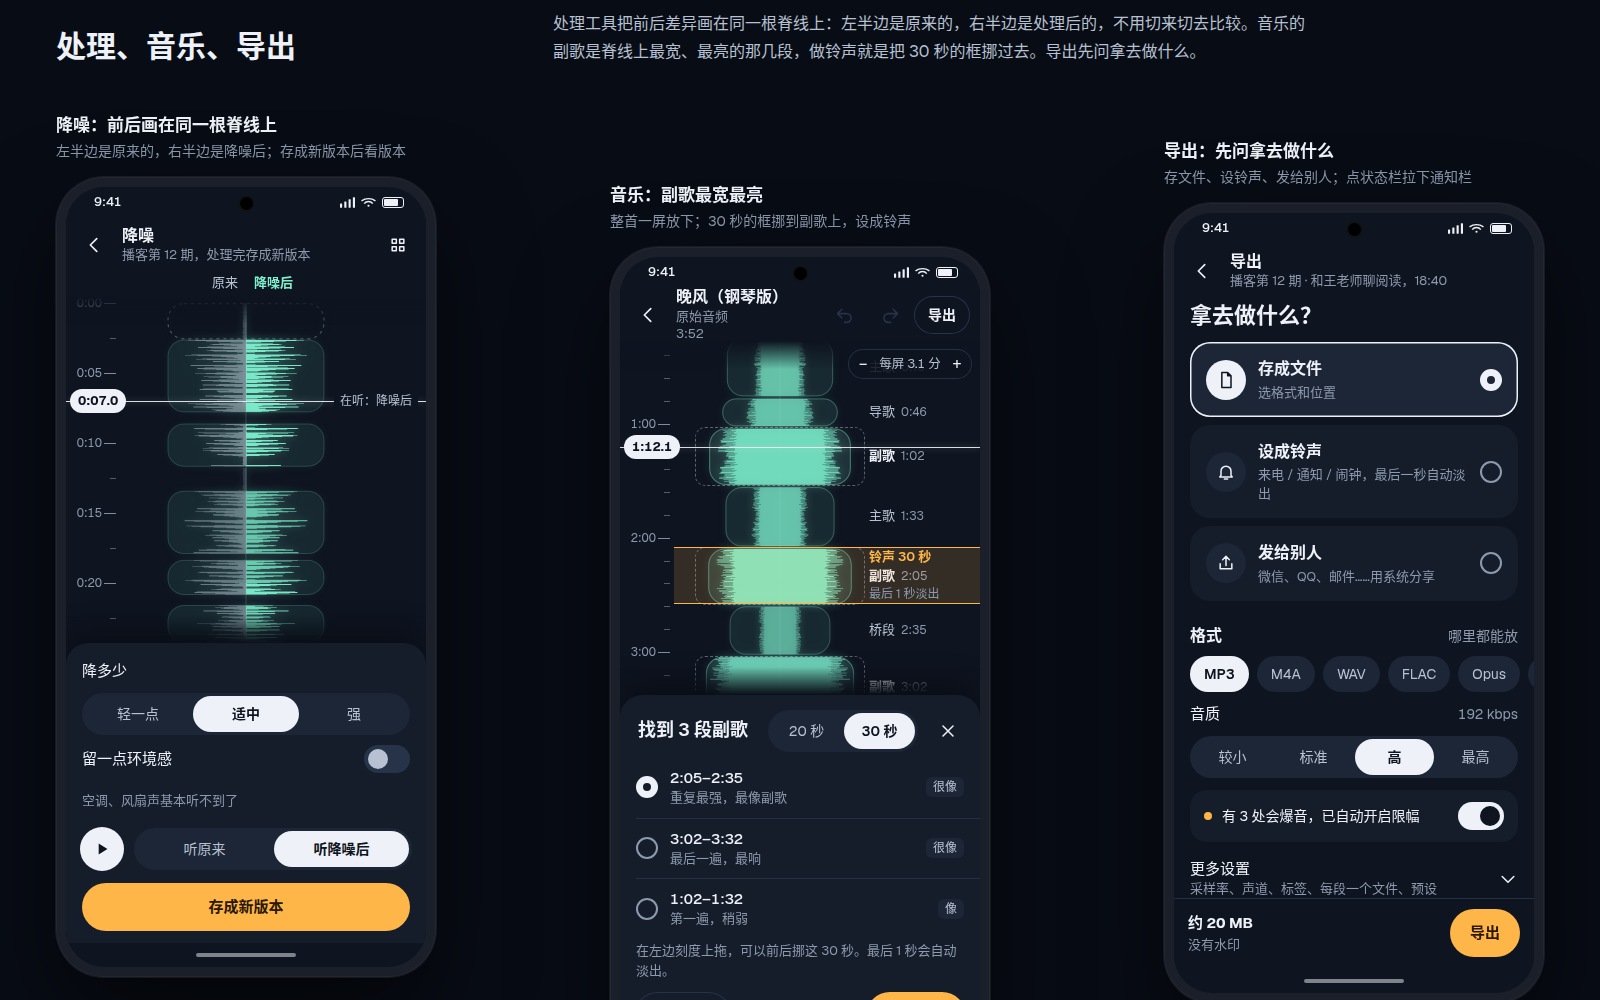 处理、音乐、导出
处理工具把前后差异画在同一根脊线上：左半边是原来的，右半边是处理后的，不用切来切去比较。音乐的
副歌是脊线上最宽、最亮的那几段，做铃声就是把 30 秒的框挪过去。导出先问拿去做什么。
降噪：前后画在同一根脊线上
左半边是原来的，右半边是降噪后；存成新版本后看版本
9:41
降噪
播客第 12 期，处理完存成新版本
原来 降噪后
0:00
0:05
0:07.0
在听：降噪后
0:10
0:15
0:20
降多少
轻一点 适中 强
留一点环境感
空调、风扇声基本听不到了
听原来 听降噪后
存成新版本
音乐：副歌最宽最亮
整首一屏放下；30 秒的框挪到副歌上，设成铃声
9:41
晚风（钢琴版）
原始音频
3:52
导出
− 每屏 3.1 分 +
导歌 0:46
1:00
1:12.1
副歌 1:02
主歌 1:33
2:00
铃声 30 秒
副歌 2:05
最后 1 秒淡出
桥段 2:35
3:00
副歌 3:02
找到 3 段副歌
20 秒 30 秒
2:05–2:35
重复最强，最像副歌
很像
3:02–3:32
最后一遍，最响
很像
1:02–1:32
第一遍，稍弱
像
在左边刻度上拖，可以前后挪这 30 秒。最后 1 秒会自动
淡出。
导出：先问拿去做什么
存文件、设铃声、发给别人；点状态栏拉下通知栏
9:41
导出
播客第 12 期 · 和王老师聊阅读，18:40
拿去做什么？
存成文件
选格式和位置
设成铃声
来电 / 通知 / 闹钟，最后一秒自动淡
出
发给别人
微信、QQ、邮件……用系统分享
格式
哪里都能放
MP3 M4A WAV FLAC Opus
音质
192 kbps
较小 标准 高 最高
有 3 处会爆音，已自动开启限幅
更多设置
采样率、声道、标签、每段一个文件、预设
约 20 MB
没有水印
导出